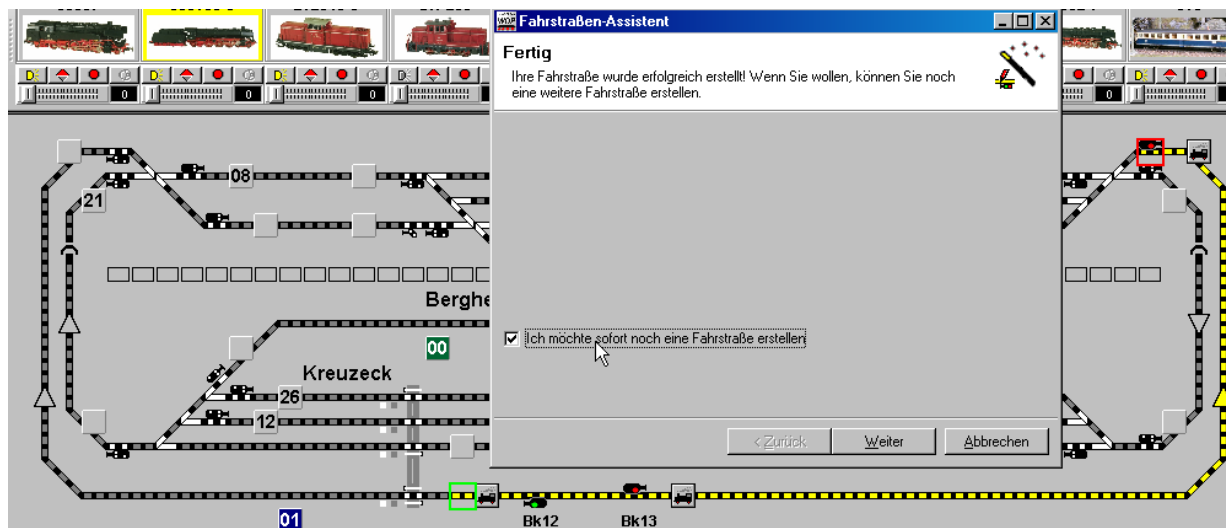 WDP Fahrstraßen-Assistent
Fertig
Ihre Fahrstraße wurde erfolgreich erstellt! Wenn Sie wollen, können Sie noch
eine weitere Fahrstraße erstellen.
0 0 0 0
08
21
Berghe
00
Ich möchte sofort noch eine Fahrstraße erstellen
Kreuzeck
26
12
< Zurück Weiter Abbrechen
01
Bk12 Bk13